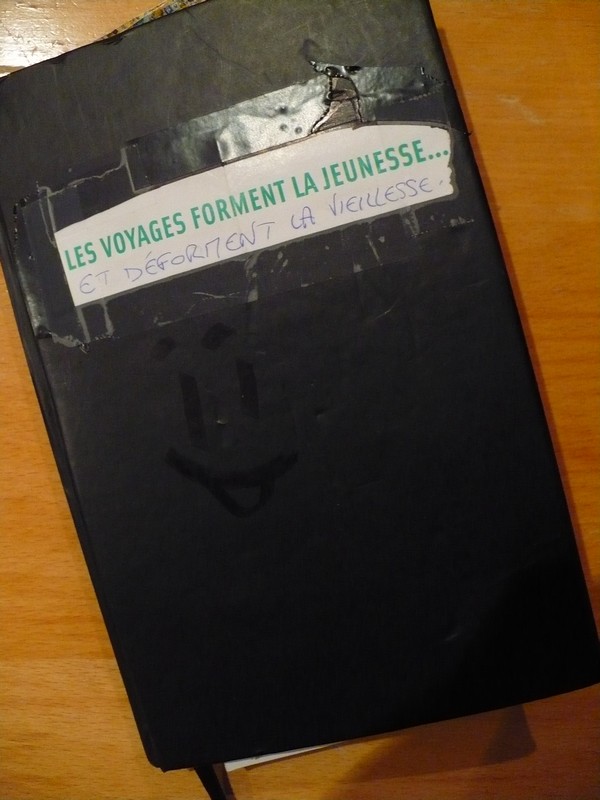 LES VOYAGES FORMENT LA JEUNESSE...
ET DÉFORMENT LA VIEILLESSE.